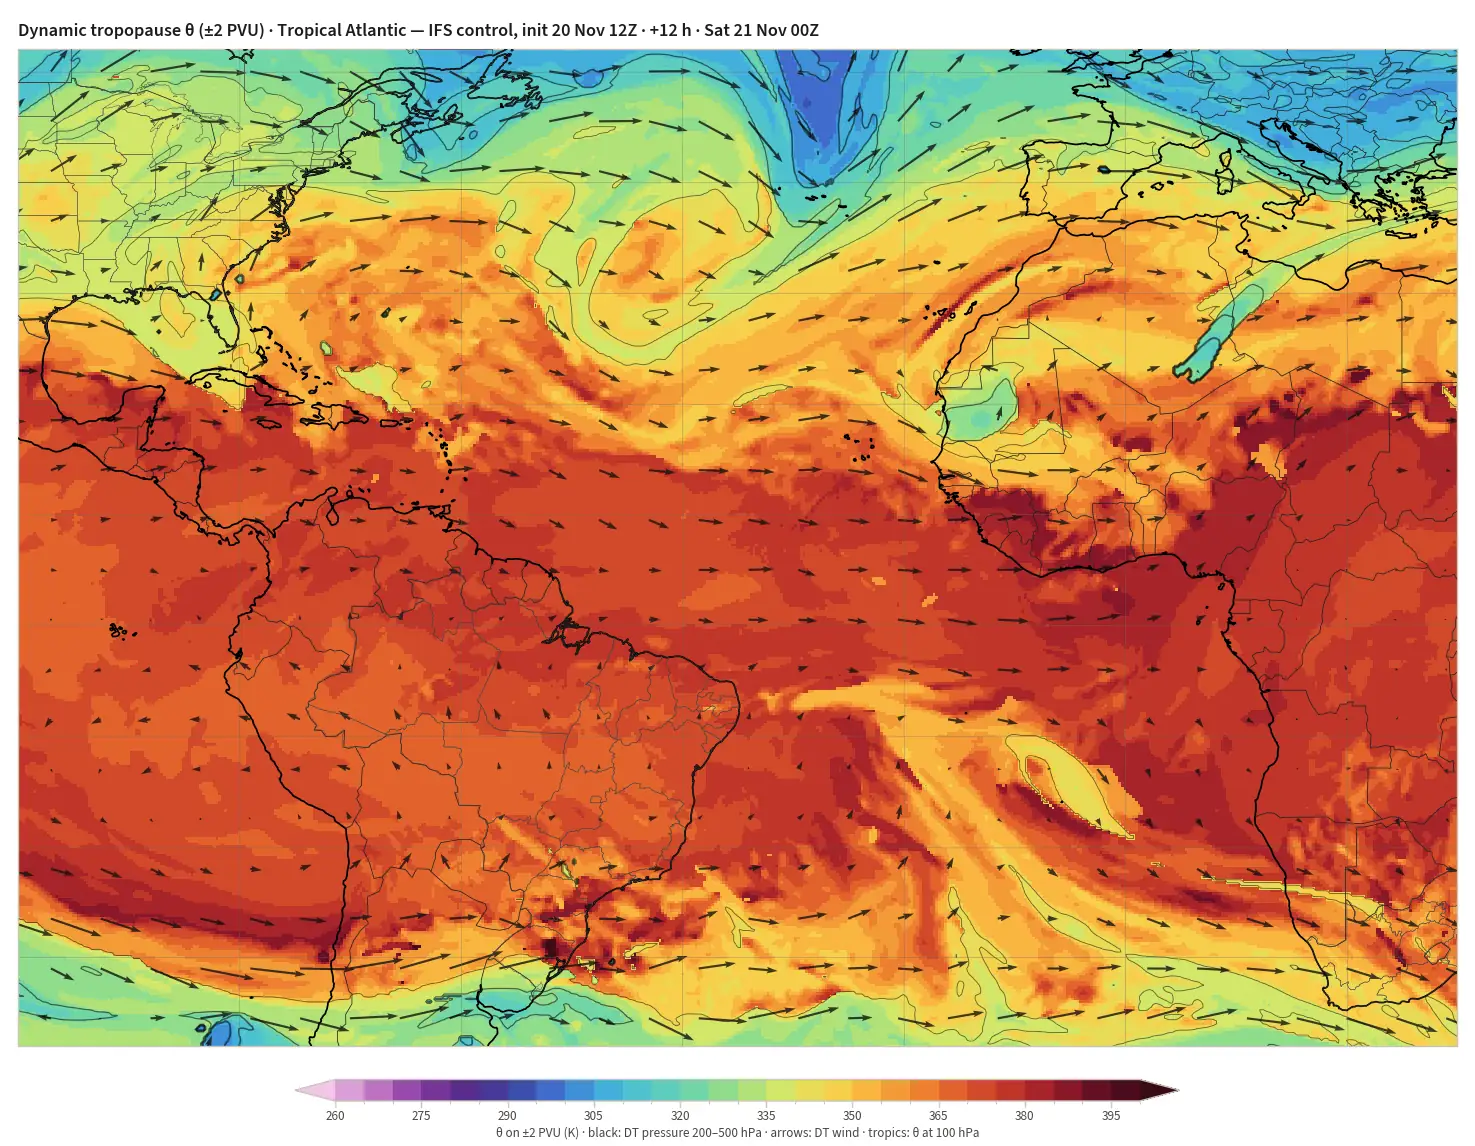 Dynamic tropopause θ (±2 PVU) · Tropical Atlantic — IFS control, init 20 Nov 12Z · +12 h · Sat 21 Nov 00Z
260 275 290 305 320 335 350 365 380 395
θ on ±2 PVU (K) · black: DT pressure 200–500 hPa · arrows: DT wind · tropics: θ at 100 hPa